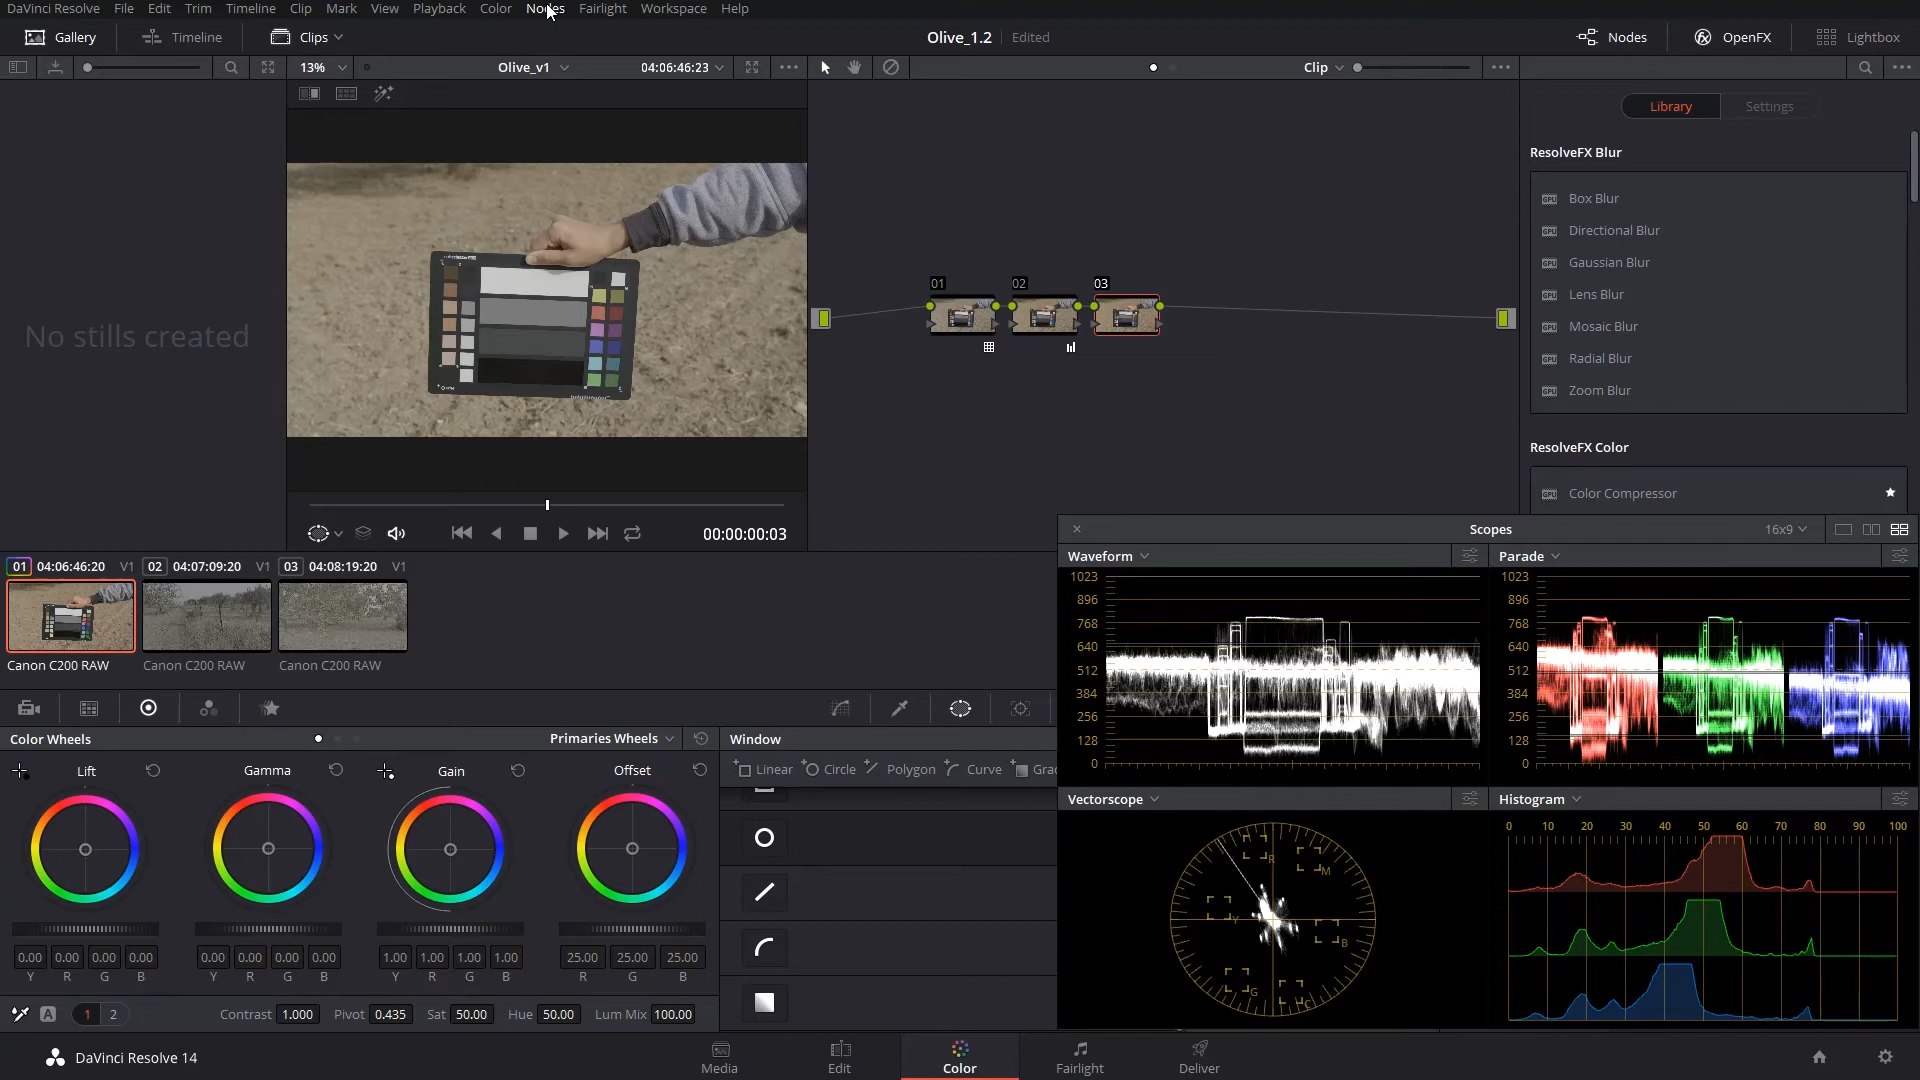 DaVinci Resolve File Edit Trim Timeline Clip Mark View Playback Color Nodes Fairlight Workspace Help
Gallery Timeline Clips Olive_1.2 Edited Nodes OpenFX Lightbox
13% Olive_v1 04:06:46:23 Clip
Library Settings
ResolveFX Blur
Box Blur
Directional Blur
Gaussian Blur
Lens Blur
Mosaic Blur
Radial Blur
Zoom Blur
ResolveFX Color
Color Compressor
No stills created
01 02 03
00:00:00:03
01 04:06:46:20 V1 02 04:07:09:20 V1 03 04:08:19:20 V1
Canon C200 RAW Canon C200 RAW Canon C200 RAW
Scopes 16x9
Waveform Parade
1023 1023
896 896
768 768
640 640
512 512
384 384
256 256
128 128
0 0
Vectorscope Histogram
0 10 20 30 40 50 60 70 80 90 100
R M Y B G C
Color Wheels Primaries Wheels Window
Lift Gamma Gain Offset
Linear Circle Polygon Curve Grad
0.00 0.00 0.00 0.00 0.00 0.00 0.00 0.00 1.00 1.00 1.00 1.00 25.00 25.00 25.00
Y R G B Y R G B Y R G B R G B
A 1 2 Contrast 1.000 Pivot 0.435 Sat 50.00 Hue 50.00 Lum Mix 100.00
DaVinci Resolve 14 Media Edit Color Fairlight Deliver